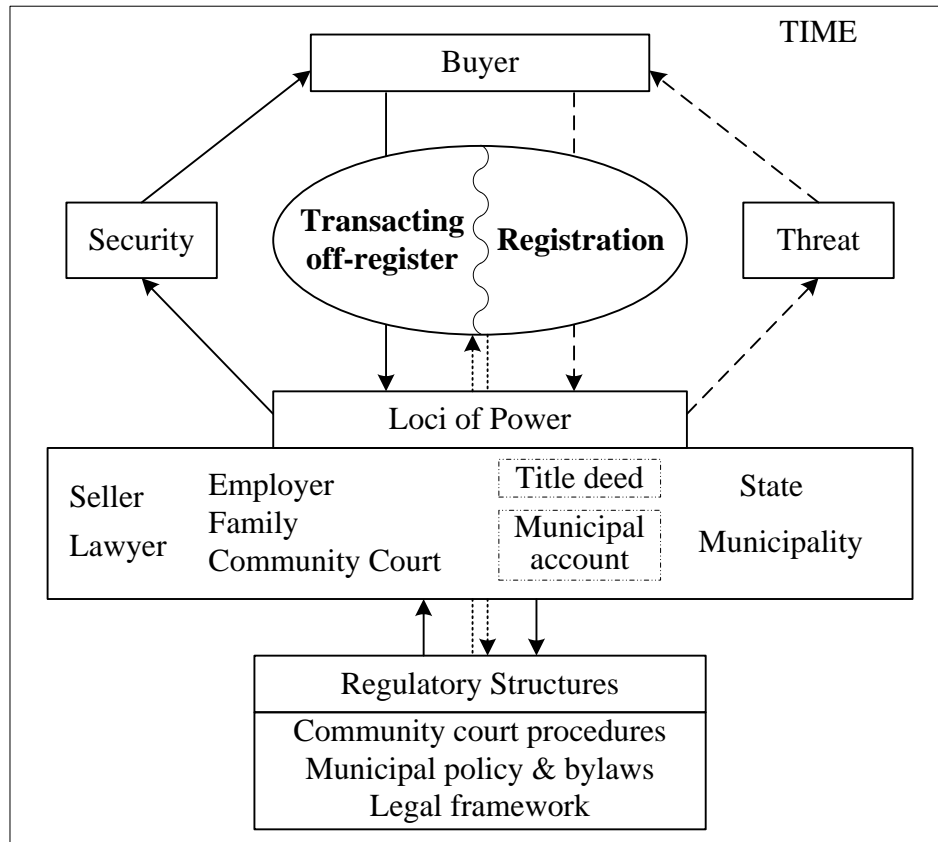 TIME
Buyer
Security
Transacting
off-register
Registration
Threat
Loci of Power
Seller
Lawyer
Employer
Family
Community Court
Title deed
Municipal
account
State
Municipality
Regulatory Structures
Community court procedures
Municipal policy & bylaws
Legal framework